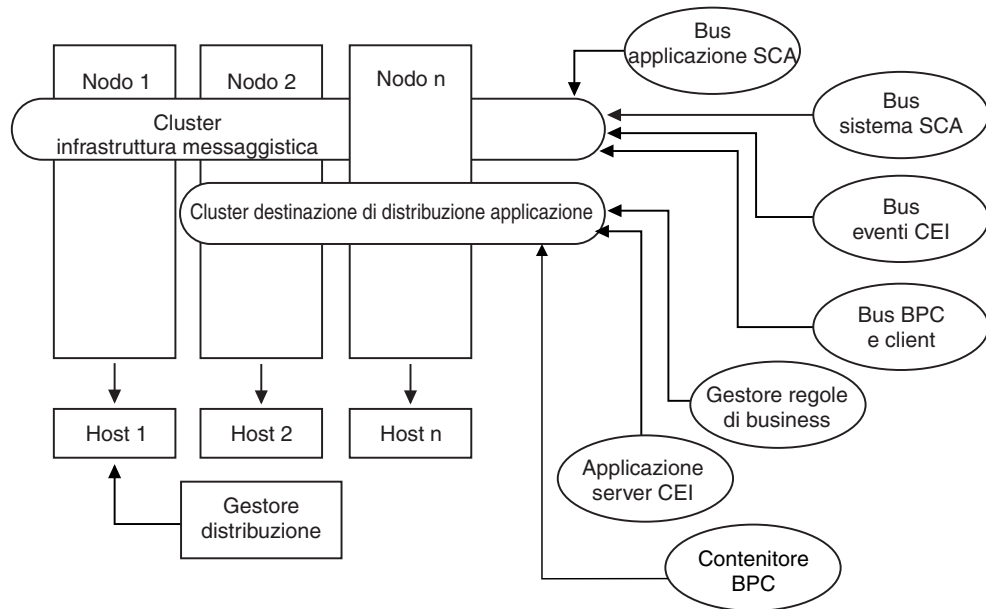 Bus
applicazione SCA
Nodo 1
Nodo 2
Nodo n
Bus
sistema SCA
Cluster
infrastruttura messaggistica
Cluster destinazione di distribuzione applicazione
Bus
eventi CEI
Bus BPC
e client
Gestore regole
di business
Host 1
Host 2
Host n
Applicazione
server CEI
Gestore
distribuzione
Contenitore
BPC